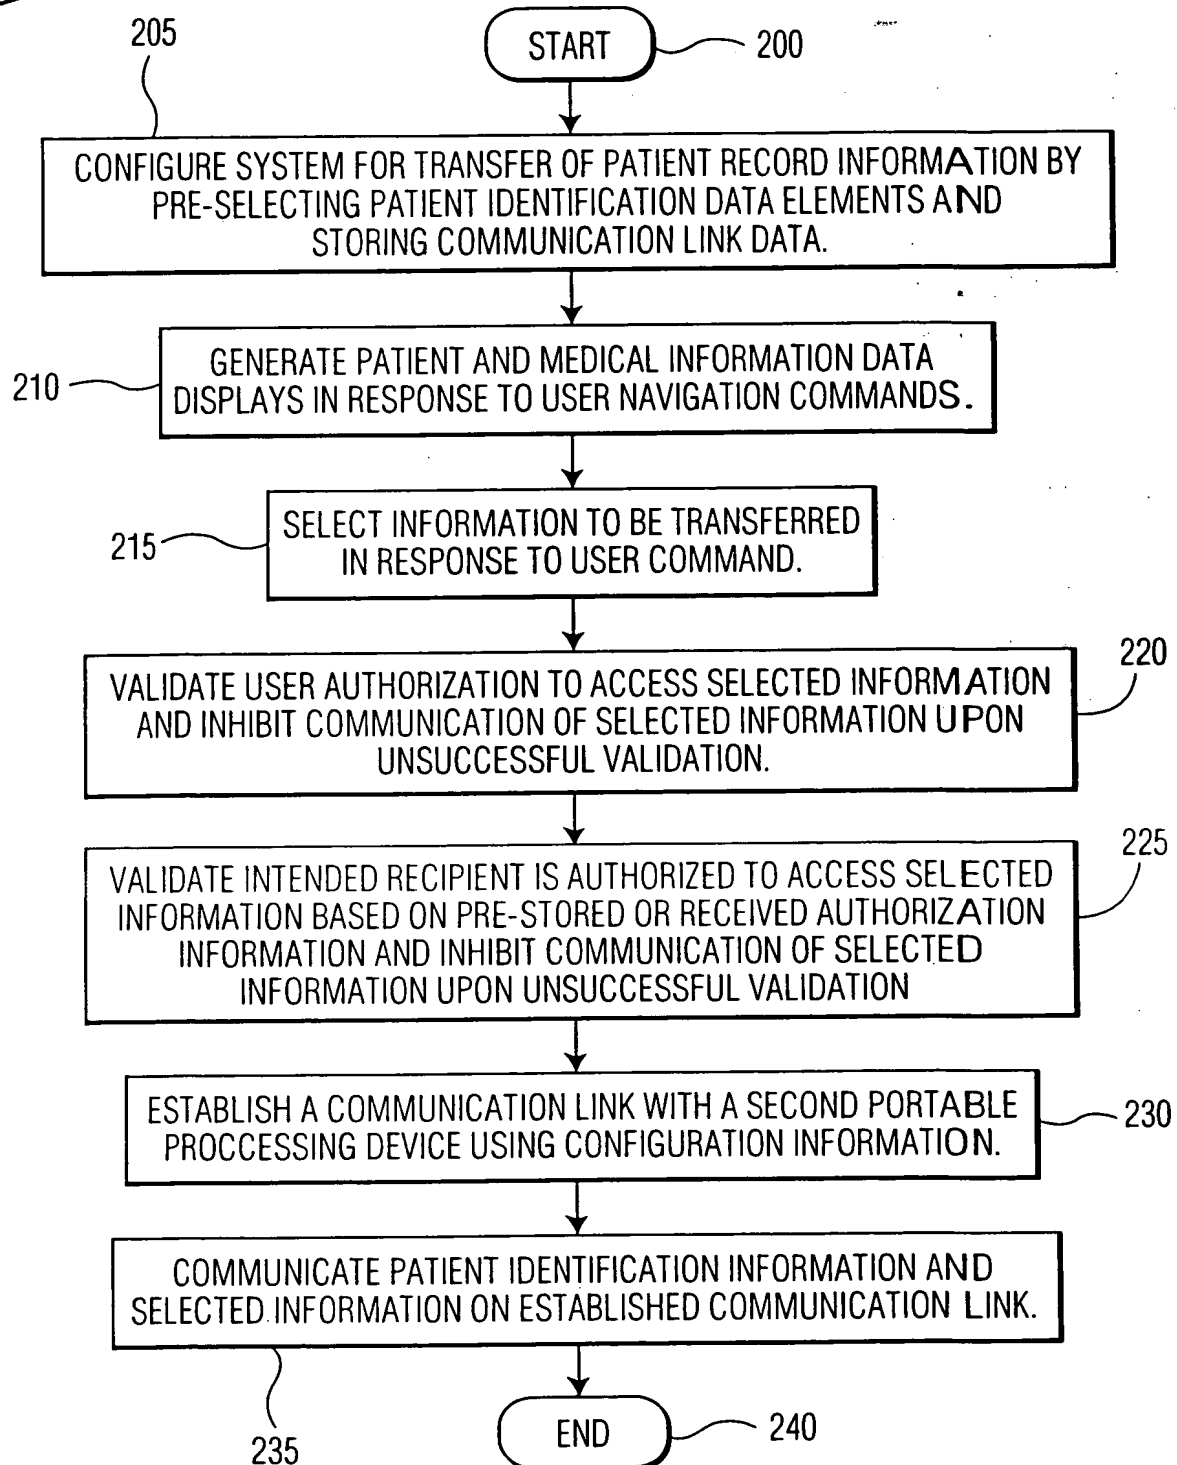 205
START
200
CONFIGURE SYSTEM FOR TRANSFER OF PATIENT RECORD INFORMATION BY
PRE-SELECTING PATIENT IDENTIFICATION DATA ELEMENTS AND
STORING COMMUNICATION LINK DATA.
210
GENERATE PATIENT AND MEDICAL INFORMATION DATA
DISPLAYS IN RESPONSE TO USER NAVIGATION COMMANDS.
215
SELECT INFORMATION TO BE TRANSFERRED
IN RESPONSE TO USER COMMAND.
220
VALIDATE USER AUTHORIZATION TO ACCESS SELECTED INFORMATION
AND INHIBIT COMMUNICATION OF SELECTED INFORMATION UPON
UNSUCCESSFUL VALIDATION.
225
VALIDATE INTENDED RECIPIENT IS AUTHORIZED TO ACCESS SELECTED
INFORMATION BASED ON PRE-STORED OR RECEIVED AUTHORIZATION
INFORMATION AND INHIBIT COMMUNICATION OF SELECTED
INFORMATION UPON UNSUCCESSFUL VALIDATION
ESTABLISH A COMMUNICATION LINK WITH A SECOND PORTABLE
PROCCESSING DEVICE USING CONFIGURATION INFORMATION.
230
COMMUNICATE PATIENT IDENTIFICATION INFORMATION AND
SELECTED INFORMATION ON ESTABLISHED COMMUNICATION LINK.
235
END
240